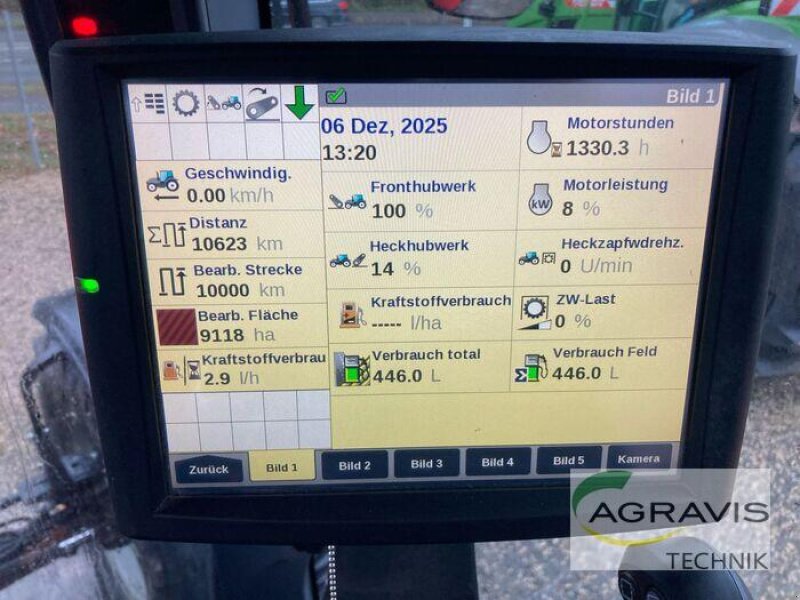 Bild 1
06 Dez, 2025
13:20
Motorstunden
1330.3 h
Geschwindig.
0.00 km/h
Fronthubwerk
100 %
Motorleistung
kW
8 %
Distanz
10623 km
Heckhubwerk
14 %
Heckzapfwdrehz.
0 U/min
Bearb. Strecke
10000 km
Kraftstoffverbrauch
----- l/ha
ZW-Last
0 %
Bearb. Fläche
9118 ha
Verbrauch total
446.0 L
Verbrauch Feld
446.0 L
Kraftstoffverbrau
2.9 l/h
Zurück
Bild 1
Bild 2
Bild 3
Bild 4
Bild 5
Kamera
AGRAVIS
TECHNIK